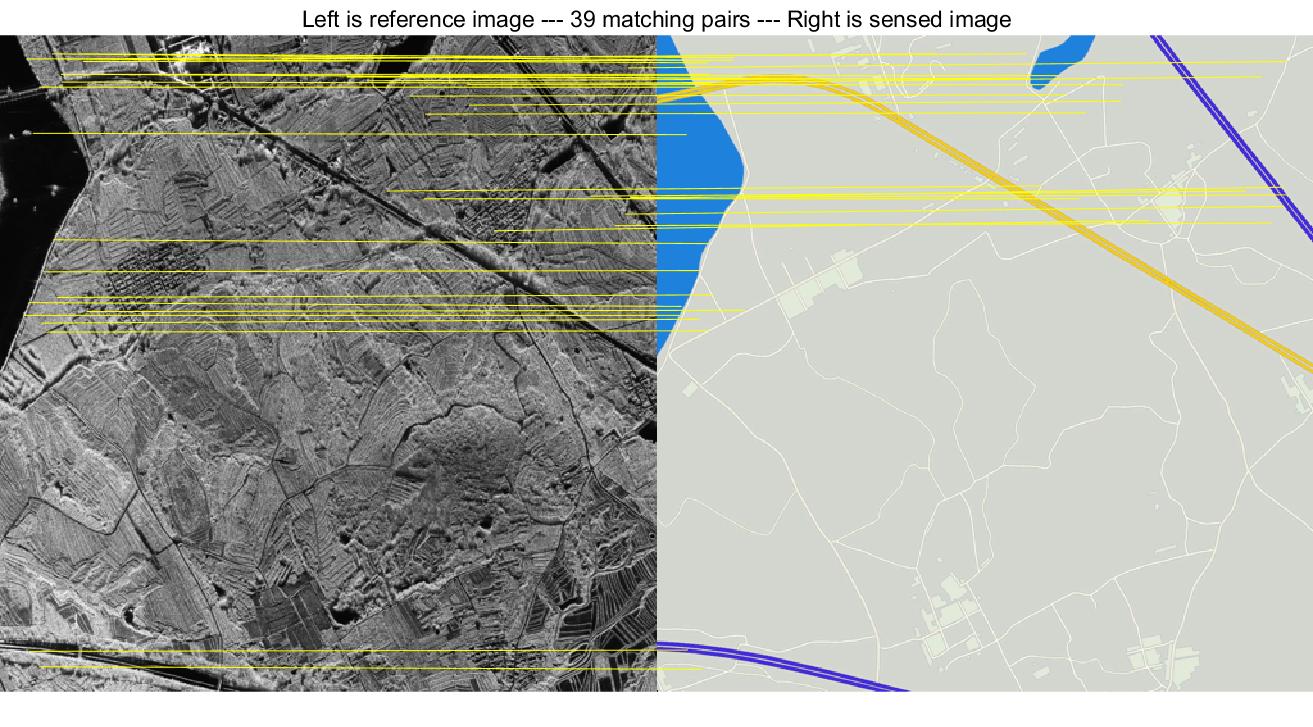 Left is reference image --- 39 matching pairs --- Right is sensed image